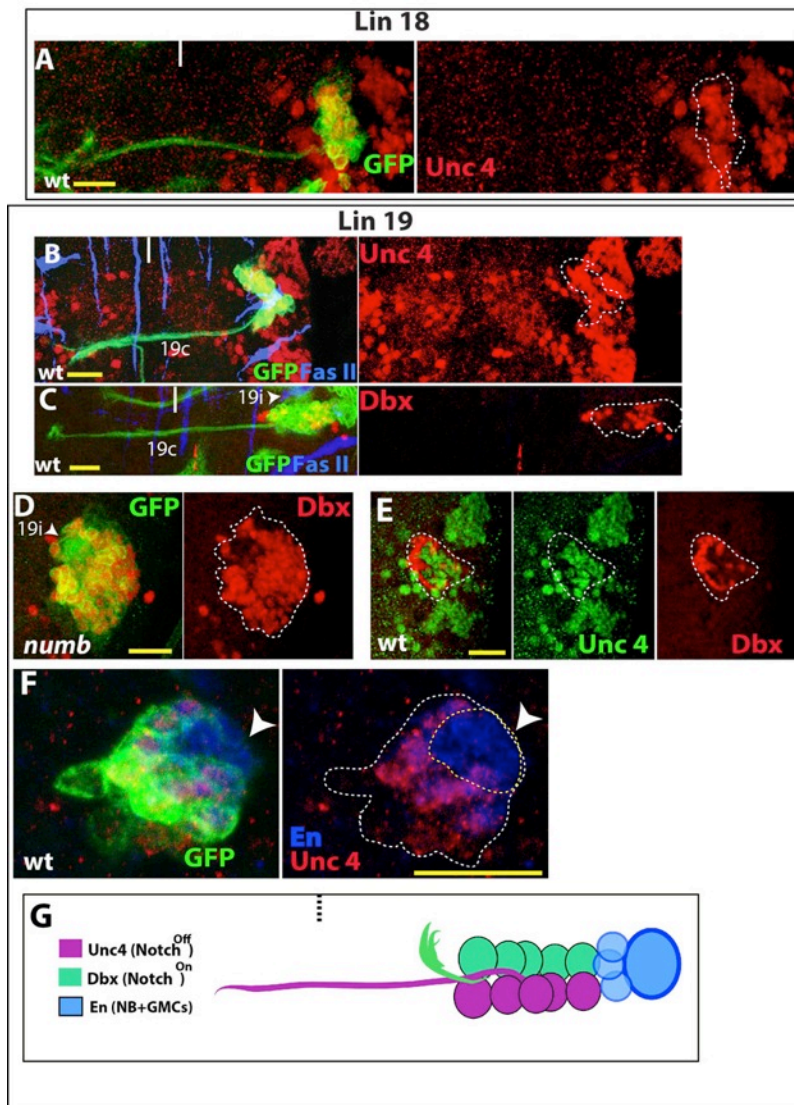 Lin 18
A
wt
GFP
Unc 4
Lin 19
B
19c
wt
GFP Fas II
Unc 4
C
19i
19c
wt
GFP Fas II
Dbx
D
GFP
19i
numb
Dbx
E
wt
Unc 4
Dbx
F
wt
GFP
En
Unc 4
G
Unc4 (Notch Off)
Dbx (Notch On)
En (NB+GMCs)